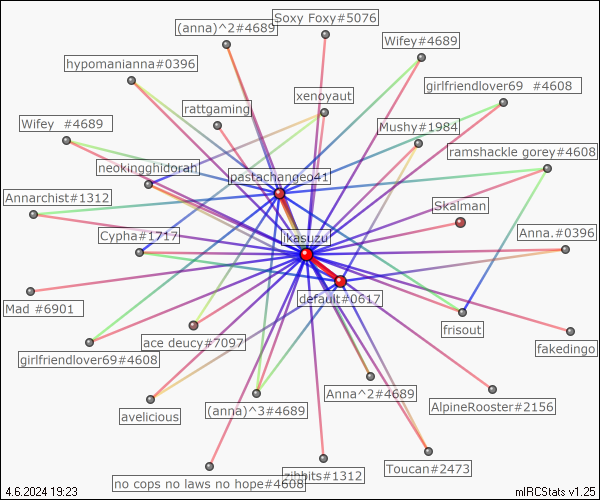 Soxy Foxy#5076
(anna)^2#4689
Wifey#4689
hypomanianna#0396
girlfriendlover69 #4608
xenoyaut
rattgaming
Wifey #4689
Mushy#1984
ramshackle gorey#4608
neokingghidorah
pastachangeo41
Annarchist#1312
Skalman
Cypha#1717
ikasuzu
Anna.#0396
default#0617
Mad #6901
frisout
ace deucy#7097
fakedingo
girlfriendlover69#4608
Anna^2#4689
AlpineRooster#2156
avelicious
(anna)^3#4689
Toucan#2473
zibbits#1312
no cops no laws no hope#4608
4.6.2024 19:23
mIRCStats v1.25